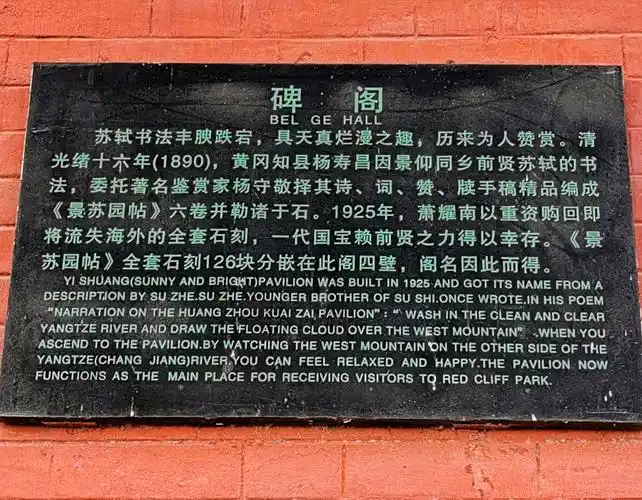 碑 阁
BEL GE HALL
苏轼书法丰腴跌宕，具天真烂漫之趣，历来为人赞赏。清
光绪十六年(1890)，黄冈知县杨寿昌因景仰同乡前贤苏轼的书
法，委托著名鉴赏家杨守敬择其诗、词、赞、牍手稿精品编成
《景苏园帖》六卷并勒诸于石。1925年，萧耀南以重资购回即
将流失海外的全套石刻，一代国宝赖前贤之力得以幸存。《景
苏园帖》全套石刻126块分嵌在此阁四壁，阁名因此而得。
YI SHUANG(SUNNY AND BRIGHT)PAVILION WAS BUILT IN 1925 AND GOT ITS NAME FROM A
DESCRIPTION BY SU ZHE.SU ZHE.YOUNGER BROTHER OF SU SHI.ONCE WROTE.IN HIS POEM
"NARRATION ON THE HUANG ZHOU KUAI ZAI PAVILION": "WASH IN THE CLEAN AND CLEAR
YANGTZE RIVER AND DRAW THE FLOATING CLOUD OVER THE WEST MOUNTAIN" .WHEN YOU
ASCEND TO THE PAVILION.BY WATCHING THE WEST MOUNTAIN ON THE OTHER SIDE OF THE
YANGTZE(CHANG JIANG)RIVER.YOU CAN FEEL RELAXED AND HAPPY.THE PAVILION NOW
FUNCTIONS AS THE MAIN PLACE FOR RECEIVING VISITORS TO RED CLIFF PARK.